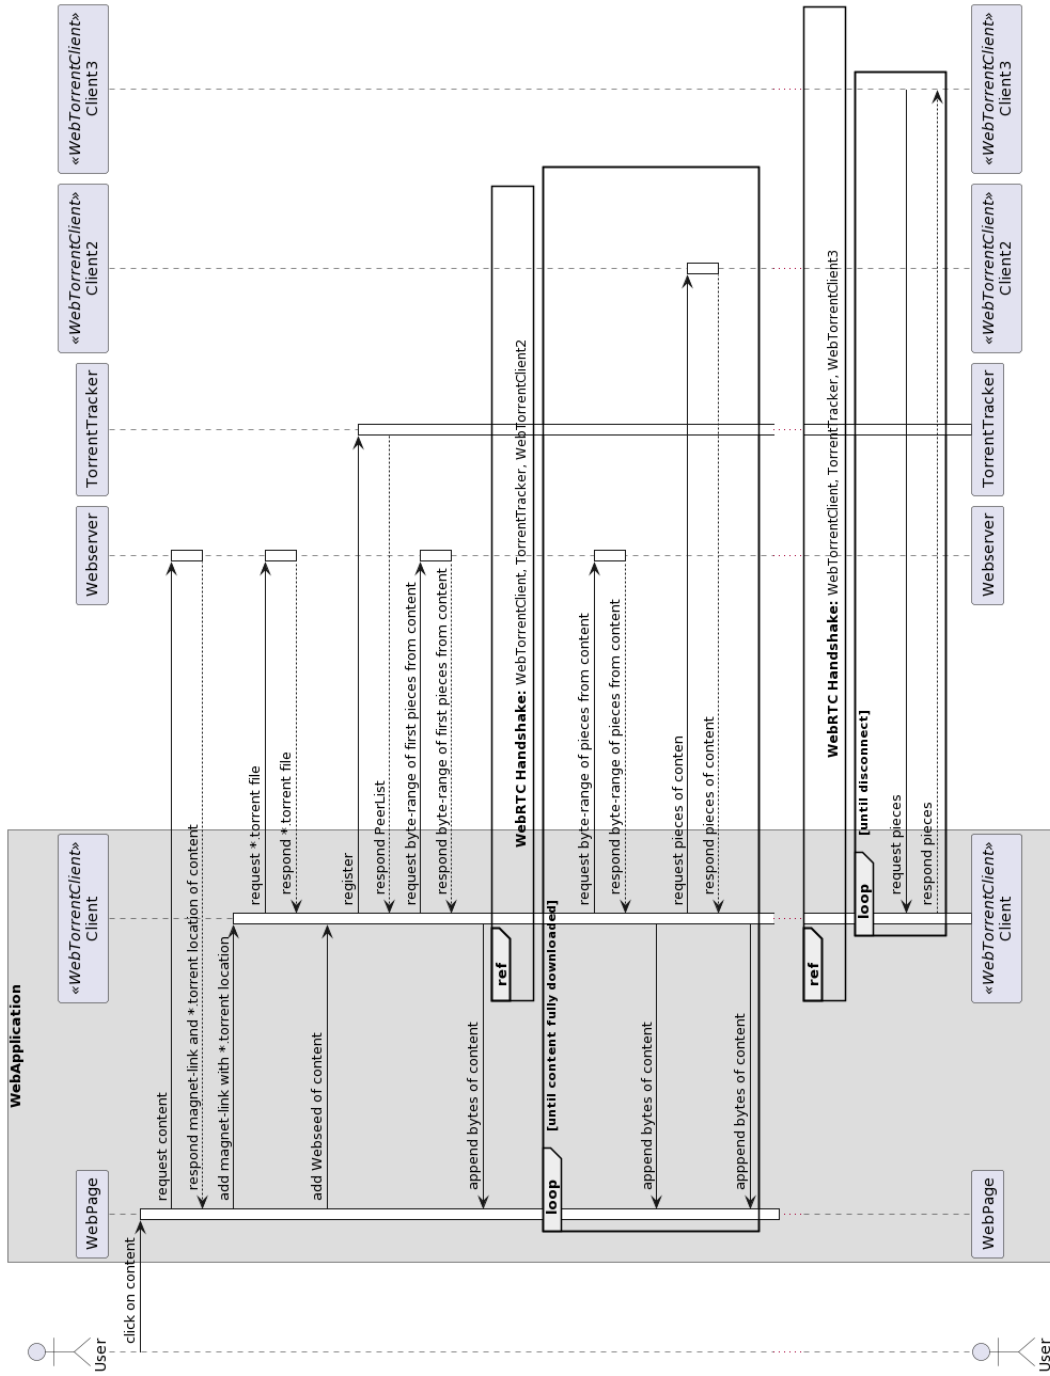 WebApplication
User
WebPage
«WebTorrentClient»
Client
Webserver
TorrentTracker
«WebTorrentClient»
Client2
«WebTorrentClient»
Client3
click on content
request content
respond magnet-link and *.torrent location of content
add magnet-link with *.torrent location
request *.torrent file
respond *.torrent file
add Webseed of content
register
respond PeerList
request byte-range of first pieces from content
respond byte-range of first pieces from content
append bytes of content
ref
WebRTC Handshake: WebTorrentClient, TorrentTracker, WebTorrentClient2
loop
[until content fully downloaded]
request byte-range of pieces from content
respond byte-range of pieces from content
append bytes of content
request pieces of conten
respond pieces of content
apppend bytes of content
ref
WebRTC Handshake: WebTorrentClient, TorrentTracker, WebTorrentClient3
loop
[until disconnect]
request pieces
respond pieces
User
WebPage
«WebTorrentClient»
Client
Webserver
TorrentTracker
«WebTorrentClient»
Client2
«WebTorrentClient»
Client3